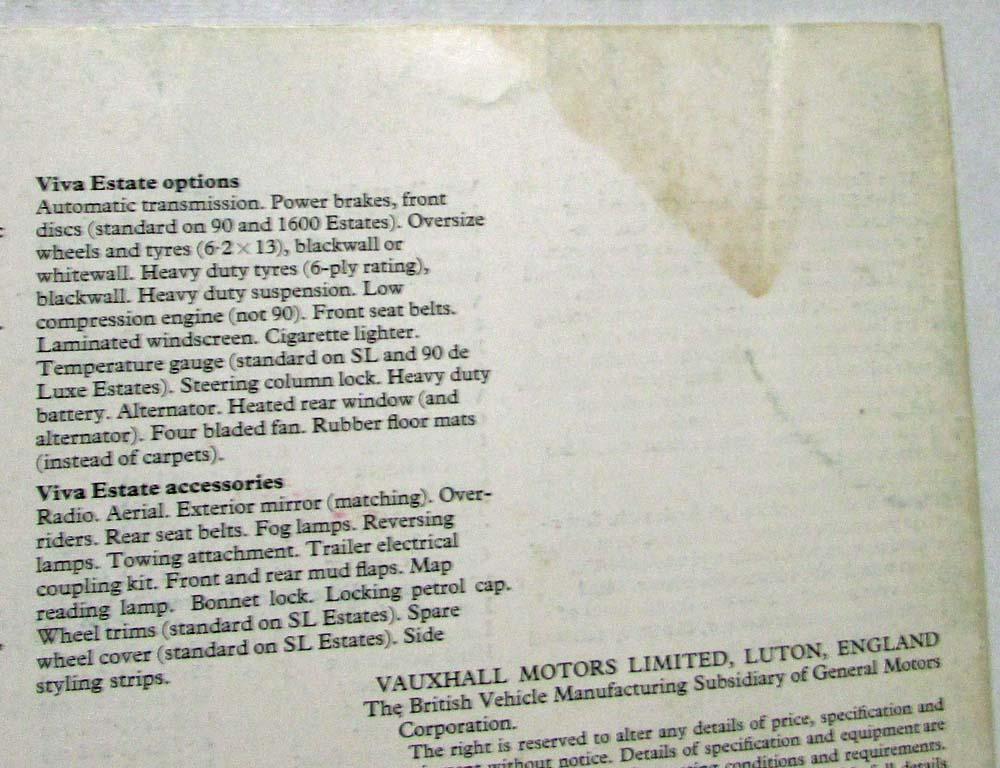 Viva Estate options
Automatic transmission. Power brakes, front
discs (standard on 90 and 1600 Estates). Oversize
wheels and tyres (6·2 × 13), blackwall or
whitewall. Heavy duty tyres (6-ply rating),
blackwall. Heavy duty suspension. Low
compression engine (not 90). Front seat belts.
Laminated windscreen. Cigarette lighter.
Temperature gauge (standard on SL and 90 de
Luxe Estates). Steering column lock. Heavy duty
battery. Alternator. Heated rear window (and
alternator). Four bladed fan. Rubber floor mats
(instead of carpets).
Viva Estate accessories
Radio. Aerial. Exterior mirror (matching). Over-
riders. Rear seat belts. Fog lamps. Reversing
lamps. Towing attachment. Trailer electrical
coupling kit. Front and rear mud flaps. Map
reading lamp. Bonnet lock. Locking petrol cap.
Wheel trims (standard on SL Estates). Spare
wheel cover (standard on SL Estates). Side
styling strips.
VAUXHALL MOTORS LIMITED, LUTON, ENGLAND
The British Vehicle Manufacturing Subsidiary of General Motors
Corporation.
The right is reserved to alter any details of price, specification and
without notice. Details of specification and equipment are
conditions and requirements.
details